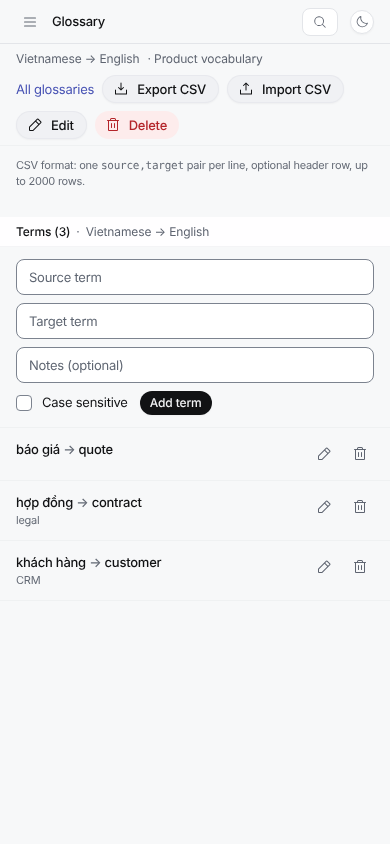 Glossary
Vietnamese → English · Product vocabulary
All glossaries Export CSV Import CSV
Edit Delete
CSV format: one source,target pair per line, optional header row, up
to 2000 rows.
Terms (3) · Vietnamese → English
Source term
Target term
Notes (optional)
Case sensitive Add term
báo giá → quote
hợp đồng → contract
legal
khách hàng → customer
CRM